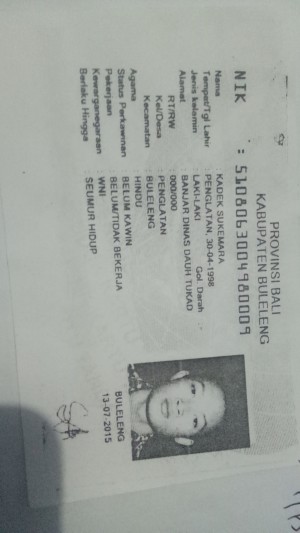 PROVINSI BALI
KABUPATEN BULELENG
NIK : 5108063004980009
Nama KADEK SUKEMARA
Tempat/Tgl Lahir PENGLATAN, 30-04-1998
Jenis kelamin LAKI-LAKI Gol. Darah
Alamat BANJAR DINAS DAUH TUKAD
RT/RW 000/000
Kel/Desa PENGLATAN
Kecamatan BULELENG
Agama HINDU
Status Perkawinan BELUM KAWIN
Pekerjaan BELUM/TIDAK BEKERJA
Kewarganegaraan WNI
Berlaku Hingga SEUMUR HIDUP
BULELENG
13-07-2015